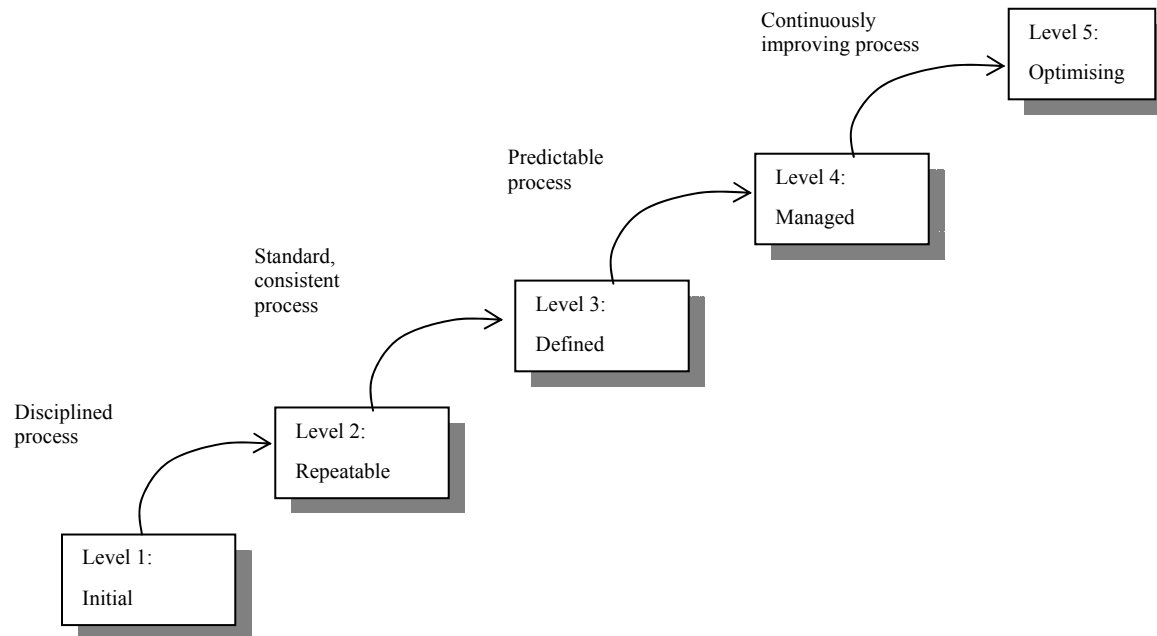 Continuously
improving process
Level 5:
Optimising
Predictable
process
Level 4:
Managed
Standard,
consistent
process
Level 3:
Defined
Disciplined
process
Level 2:
Repeatable
Level 1:
Initial